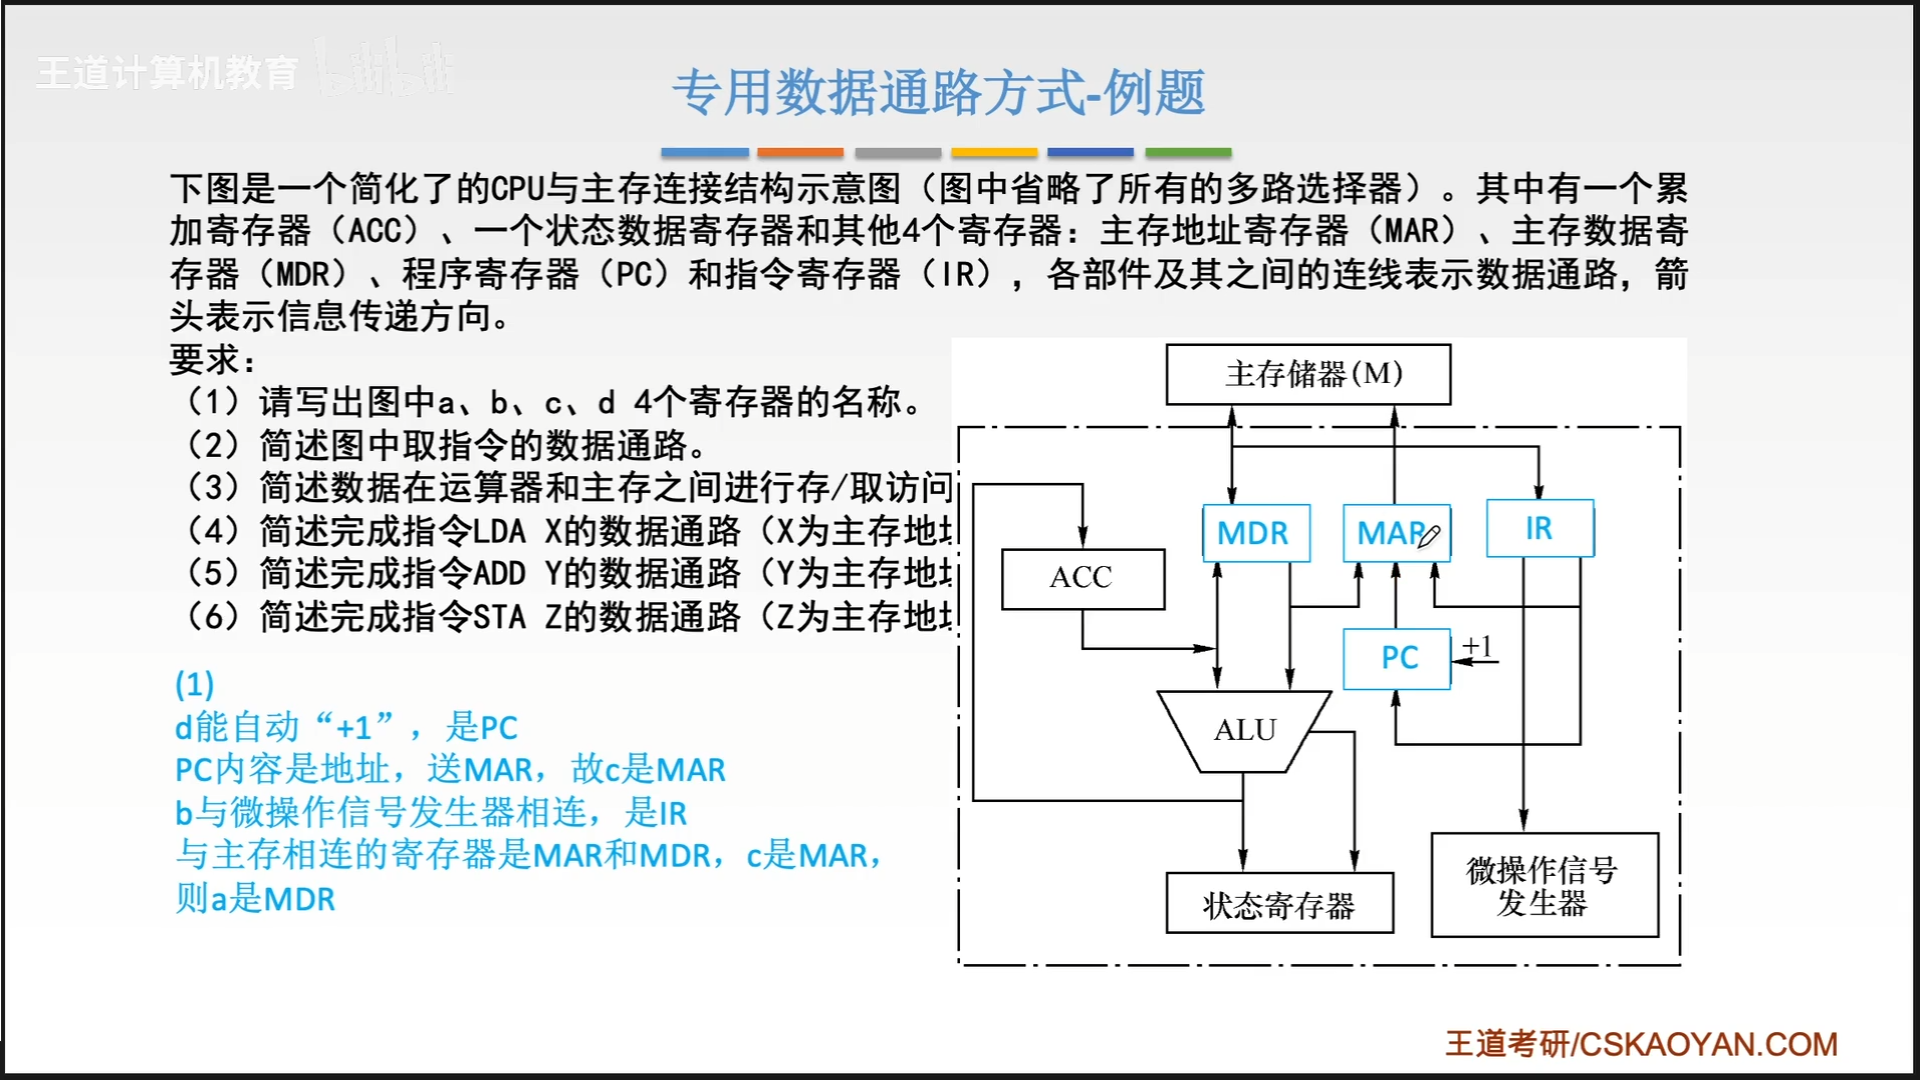 王道计算机教育 bilibili
专用数据通路方式-例题
下图是一个简化了的CPU与主存连接结构示意图（图中省略了所有的多路选择器）。其中有一个累
加寄存器（ACC）、一个状态数据寄存器和其他4个寄存器：主存地址寄存器（MAR）、主存数据寄
存器（MDR）、程序寄存器（PC）和指令寄存器（IR），各部件及其之间的连线表示数据通路，箭
头表示信息传递方向。
要求：
（1）请写出图中a、b、c、d 4个寄存器的名称。
（2）简述图中取指令的数据通路。
（3）简述数据在运算器和主存之间进行存/取访问
（4）简述完成指令LDA X的数据通路（X为主存地
（5）简述完成指令ADD Y的数据通路（Y为主存地
（6）简述完成指令STA Z的数据通路（Z为主存地
(1)
d能自动“+1”，是PC
PC内容是地址，送MAR，故c是MAR
b与微操作信号发生器相连，是IR
与主存相连的寄存器是MAR和MDR，c是MAR，
则a是MDR
主存储器(M)
MDR
MAR
IR
ACC
PC
+1
ALU
状态寄存器
微操作信号
发生器
王道考研/CSKAOYAN.COM